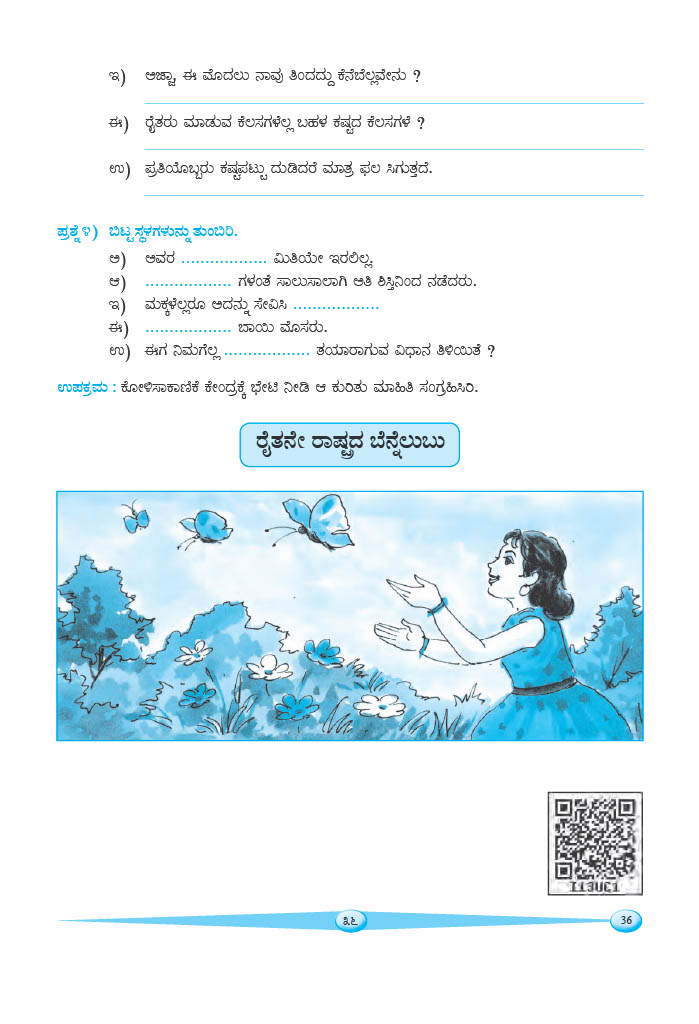 ಇ) ಅಜ್ಜಾ, ಈ ಮೊದಲು ನಾವು ತಿಂದದ್ದು ಕೆನೆಬೆಲ್ಲವೇನು ?
ಈ) ರೈತರು ಮಾಡುವ ಕೆಲಸಗಳೆಲ್ಲ ಬಹಳ ಕಷ್ಟದ ಕೆಲಸಗಳೆ ?
ಉ) ಪ್ರತಿಯೊಬ್ಬರು ಕಷ್ಟಪಟ್ಟು ದುಡಿದರೆ ಮಾತ್ರ ಫಲ ಸಿಗುತ್ತದೆ.
ಪ್ರಶ್ನೆ ೪) ಬಿಟ್ಟ ಸ್ಥಳಗಳುನ್ನು ತುಂಬಿರಿ.
ಅ) ಅವರ .................. ಮಿತಿಯೇ ಇರಲಿಲ್ಲ.
ಆ) .................. ಗಳಂತೆ ಸಾಲುಸಾಲಾಗಿ ಅತಿ ಶಿಸ್ತಿನಿಂದ ನಡೆದರು.
ಇ) ಮಕ್ಕಳೆಲ್ಲರೂ ಅದನ್ನು ಸೇವಿಸಿ ..................
ಈ) .................. ಬಾಯಿ ಮೊಸರು.
ಉ) ಈಗ ನಿಮಗೆಲ್ಲ .................. ತಯಾರಾಗುವ ವಿಧಾನ ತಿಳಿಯಿತೆ ?
ಉಪಕ್ರಮ : ಕೋಳಿಸಾಕಾಣಿಕೆ ಕೇಂದ್ರಕ್ಕೆ ಭೇಟಿ ನೀಡಿ ಆ ಕುರಿತು ಮಾಹಿತಿ ಸಂಗ್ರಹಿಸಿರಿ.
ರೈತನೇ ರಾಷ್ಟ್ರದ ಬೆನ್ನೆಲುಬು
೩೬
36